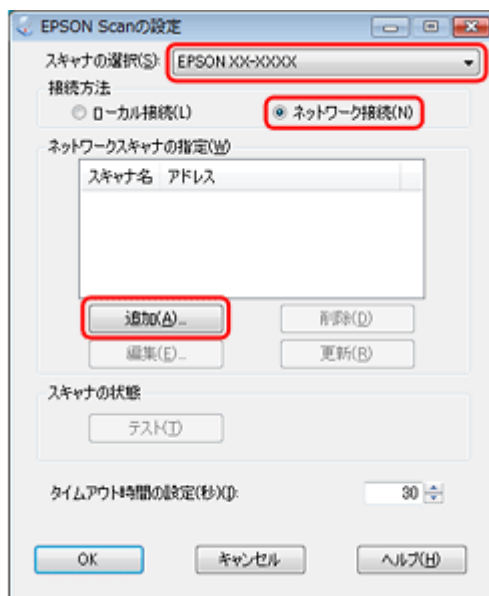 EPSON Scanの設定
スキャナの選択(S): EPSON XX-XXXX
接続方法
ローカル接続(L) ネットワーク接続(N)
ネットワークスキャナの指定(W)
スキャナ名 アドレス
追加(A)... 削除(D)
編集(E)... 更新(R)
スキャナの状態
テスト(T)
タイムアウト時間の設定(秒)(I): 30
OK キャンセル ヘルプ(H)